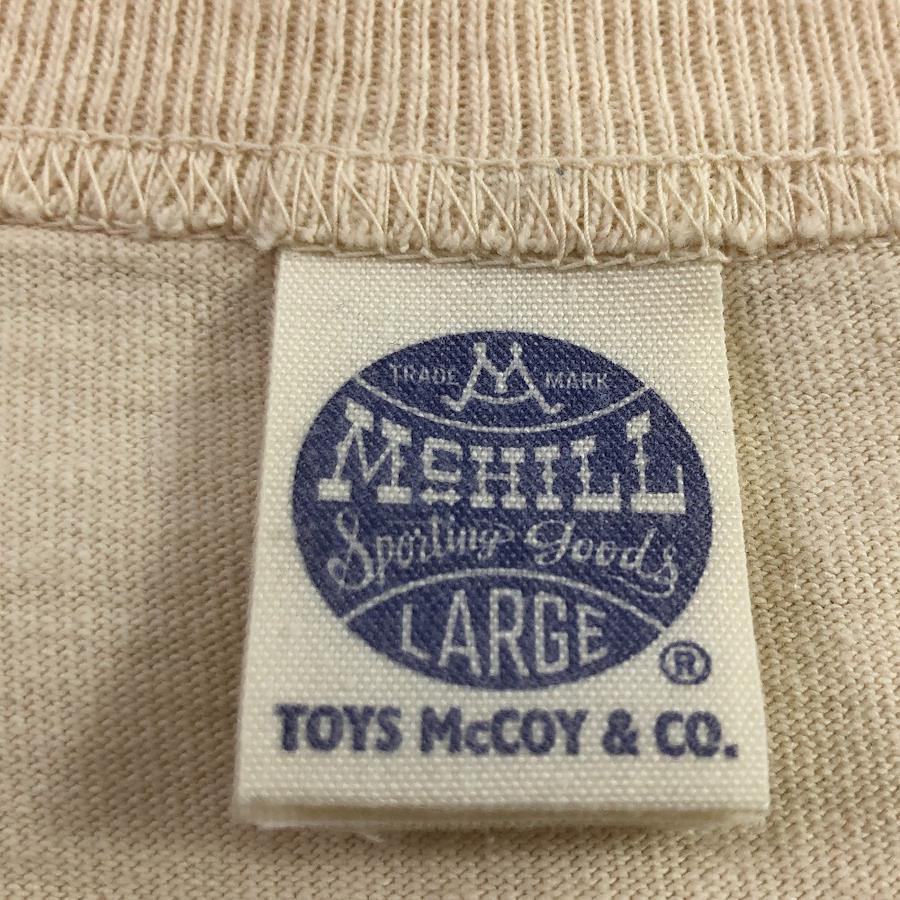 TRADE M MARK
McHILL
Sporting Goods
LARGE
®
TOYS McCOY & CO.